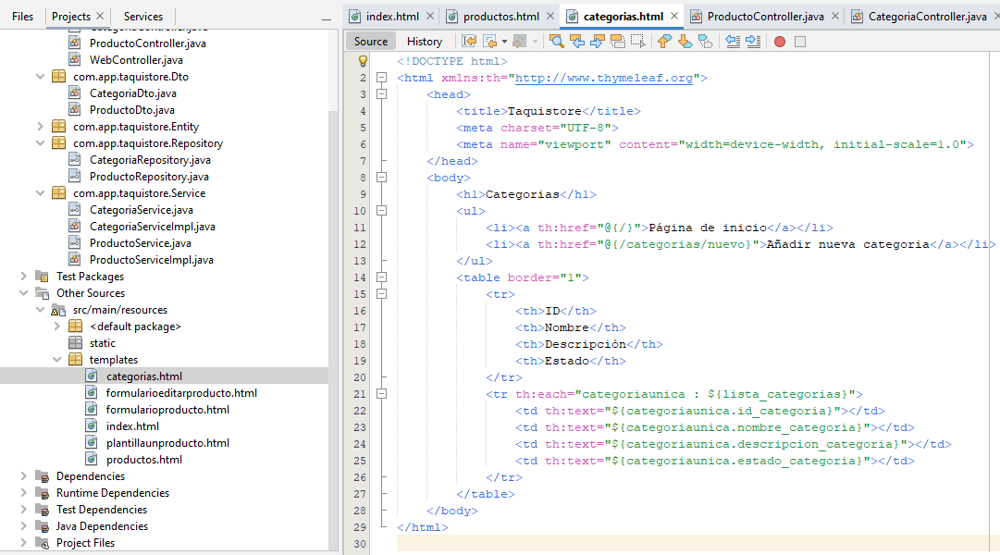 Files Projects Services
index.html productos.html categorias.html ProductoController.java CategoriaController.java
Source History
CategoriaController.java
ProductoController.java
WebController.java
com.app.taquistore.Dto
CategoriaDto.java
ProductoDto.java
com.app.taquistore.Entity
com.app.taquistore.Repository
CategoriaRepository.java
ProductoRepository.java
com.app.taquistore.Service
CategoriaService.java
CategoriaServiceImpl.java
ProductoService.java
ProductoServiceImpl.java
Test Packages
Other Sources
src/main/resources
<default package>
static
templates
categorias.html
formularioeditarproducto.html
formularioproducto.html
index.html
plantillaunproducto.html
productos.html
Dependencies
Runtime Dependencies
Test Dependencies
Java Dependencies
Project Files
<!DOCTYPE html>
2 <html xmlns:th="http://www.thymeleaf.org">
3 <head>
4 <title>Taquistore</title>
5 <meta charset="UTF-8">
6 <meta name="viewport" content="width=device-width, initial-scale=1.0">
7 </head>
8 <body>
9 <h1>Categorias</h1>
10 <ul>
11 <li><a th:href="@{/}">Página de inicio</a></li>
12 <li><a th:href="@{/categorias/nuevo}">Añadir nueva categoria</a></li>
13 </ul>
14 <table border="1">
15 <tr>
16 <th>ID</th>
17 <th>Nombre</th>
18 <th>Descripción</th>
19 <th>Estado</th>
20 </tr>
21 <tr th:each="categoriaunica : ${lista_categorias}">
22 <td th:text="${categoriaunica.id_categoria}"></td>
23 <td th:text="${categoriaunica.nombre_categoria}"></td>
24 <td th:text="${categoriaunica.descripcion_categoria}"></td>
25 <td th:text="${categoriaunica.estado_categoria}"></td>
26 </tr>
27 </table>
28 </body>
29 </html>
30